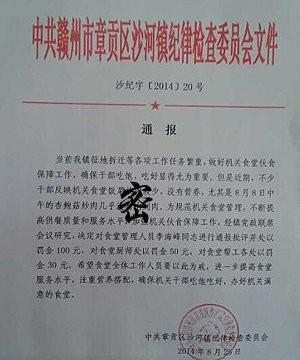 中共赣州市章贡区沙河镇纪律检查委员会文件
沙纪字【2014】20号
通报
当前我镇征地拆迁等各项工作任务繁重，做好机关食堂伙食
保障工作，确保干部吃饱、吃好显得尤为重要，但是近期，不少
干部反映机关食堂饭菜 少，没有营养，尤其是8月8日中
午的杏鲍菇炒肉几乎 肉、为规范机关食堂管理，不断提
高供餐质量和服务水平 机关伙食保障工作，经镇党政联席
会议研究，决定对食堂管理人员李海峰同志进行通报批评并处以
罚金100元，对食堂厨师处以罚金50元，对食堂帮工各处以罚
金30元，希望食堂全体工作人员要以此为戒，进一步提高食堂
服务水平，注重营养搭配，确保机关干部吃饱吃好，办好机关满
意的食堂。
密
中共章贡区沙河镇纪律检查委员会
2014年8月25日